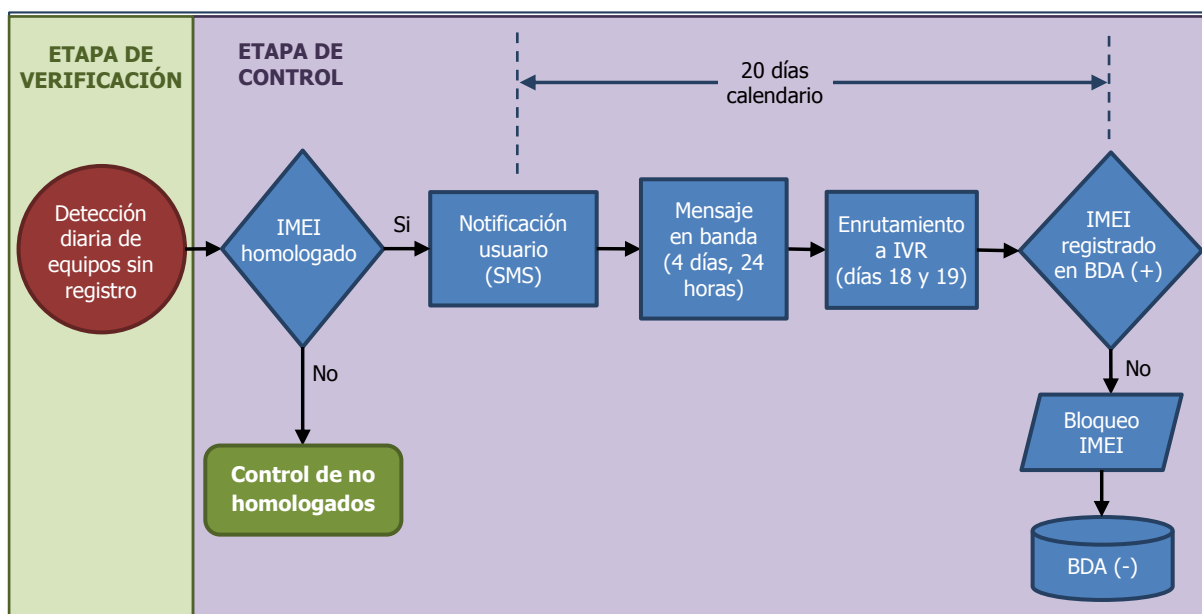 ETAPA DE
VERIFICACIÓN
ETAPA DE
CONTROL
20 días
calendario
Detección
diaria de
equipos sin
registro
IMEI
homologado
Si
Notificación
usuario
(SMS)
Mensaje
en banda
(4 días, 24
horas)
Enrutamiento
a IVR
(días 18 y 19)
IMEI
registrado
en BDA (+)
No
Control de no
homologados
No
Bloqueo
IMEI
BDA (-)